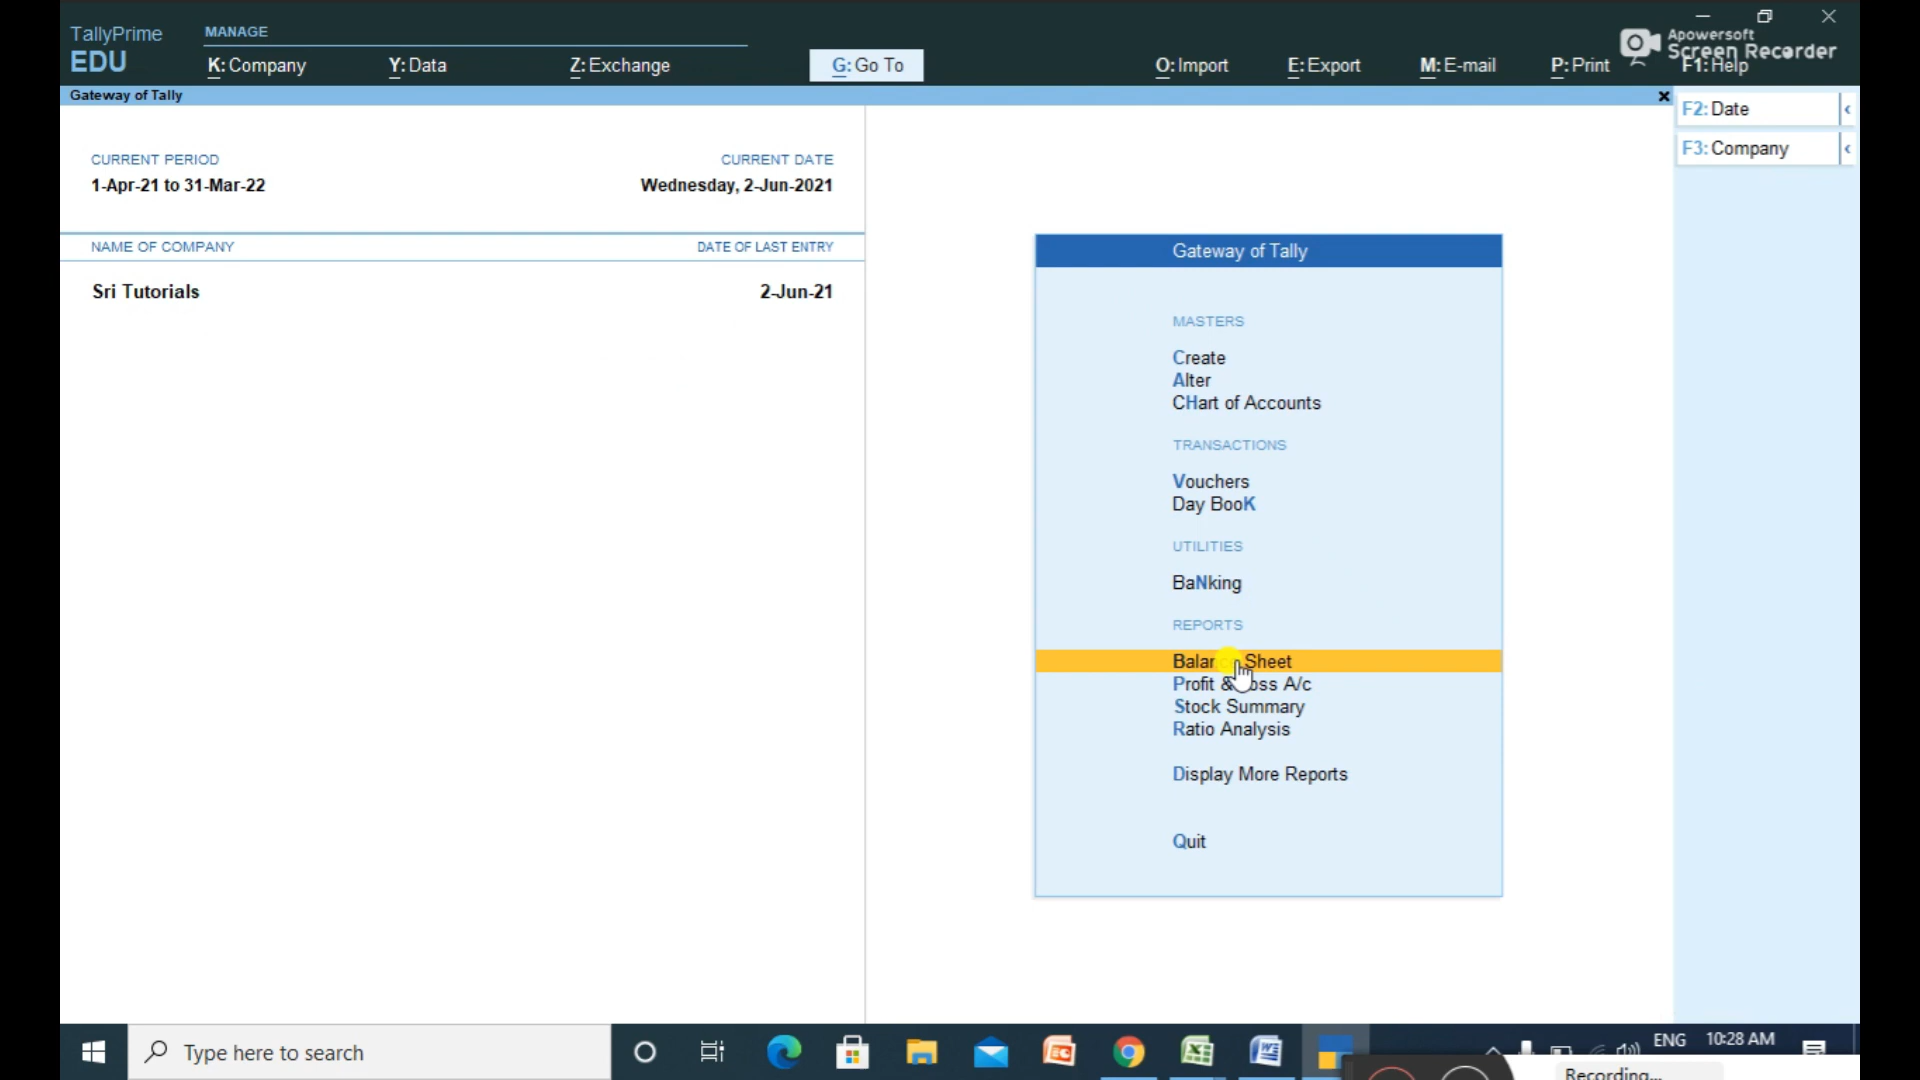 TallyPrime
EDU
MANAGE
K: Company
Y: Data
Z: Exchange
G: Go To
O: Import
E: Export
M: E-mail
P: Print
F1: Help
Apowersoft
Screen Recorder
Gateway of Tally
F2: Date
F3: Company
CURRENT PERIOD
CURRENT DATE
1-Apr-21 to 31-Mar-22
Wednesday, 2-Jun-2021
NAME OF COMPANY
DATE OF LAST ENTRY
Sri Tutorials
2-Jun-21
Gateway of Tally
MASTERS
Create
Alter
CHart of Accounts
TRANSACTIONS
Vouchers
Day BooK
UTILITIES
BaNking
REPORTS
Balance Sheet
Profit & Loss A/c
Stock Summary
Ratio Analysis
Display More Reports
Quit
Type here to search
ENG
10:28 AM
Recording...